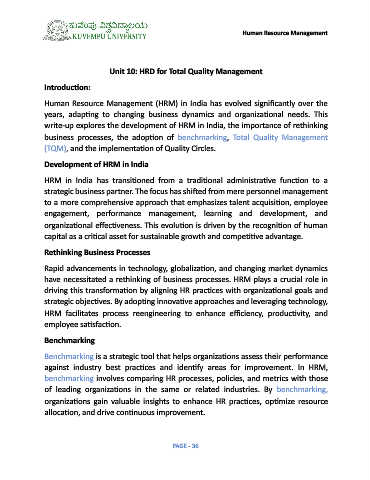 ಕುವೆಂಪು ವಿಶ್ವವಿದ್ಯಾಲಯ
KUVEMPU UNIVERSITY
Human Resource Management
Unit 10: HRD for Total Quality Management
Introduction:
Human Resource Management (HRM) in India has evolved significantly over the
years, adapting to changing business dynamics and organizational needs. This
write-up explores the development of HRM in India, the importance of rethinking
business processes, the adoption of benchmarking, Total Quality Management
(TQM), and the implementation of Quality Circles.
Development of HRM in India
HRM in India has transitioned from a traditional administrative function to a
strategic business partner. The focus has shifted from mere personnel management
to a more comprehensive approach that emphasizes talent acquisition, employee
engagement, performance management, learning and development, and
organizational effectiveness. This evolution is driven by the recognition of human
capital as a critical asset for sustainable growth and competitive advantage.
Rethinking Business Processes
Rapid advancements in technology, globalization, and changing market dynamics
have necessitated a rethinking of business processes. HRM plays a crucial role in
driving this transformation by aligning HR practices with organizational goals and
strategic objectives. By adopting innovative approaches and leveraging technology,
HRM facilitates process reengineering to enhance efficiency, productivity, and
employee satisfaction.
Benchmarking
Benchmarking is a strategic tool that helps organizations assess their performance
against industry best practices and identify areas for improvement. In HRM,
benchmarking involves comparing HR processes, policies, and metrics with those
of leading organizations in the same or related industries. By benchmarking,
organizations gain valuable insights to enhance HR practices, optimize resource
allocation, and drive continuous improvement.
PAGE - 36